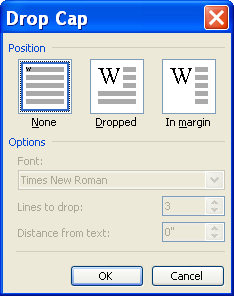 Drop Cap
Position
W W W
None Dropped In margin
Options
Font:
Times New Roman
Lines to drop: 3
Distance from text: 0"
OK Cancel